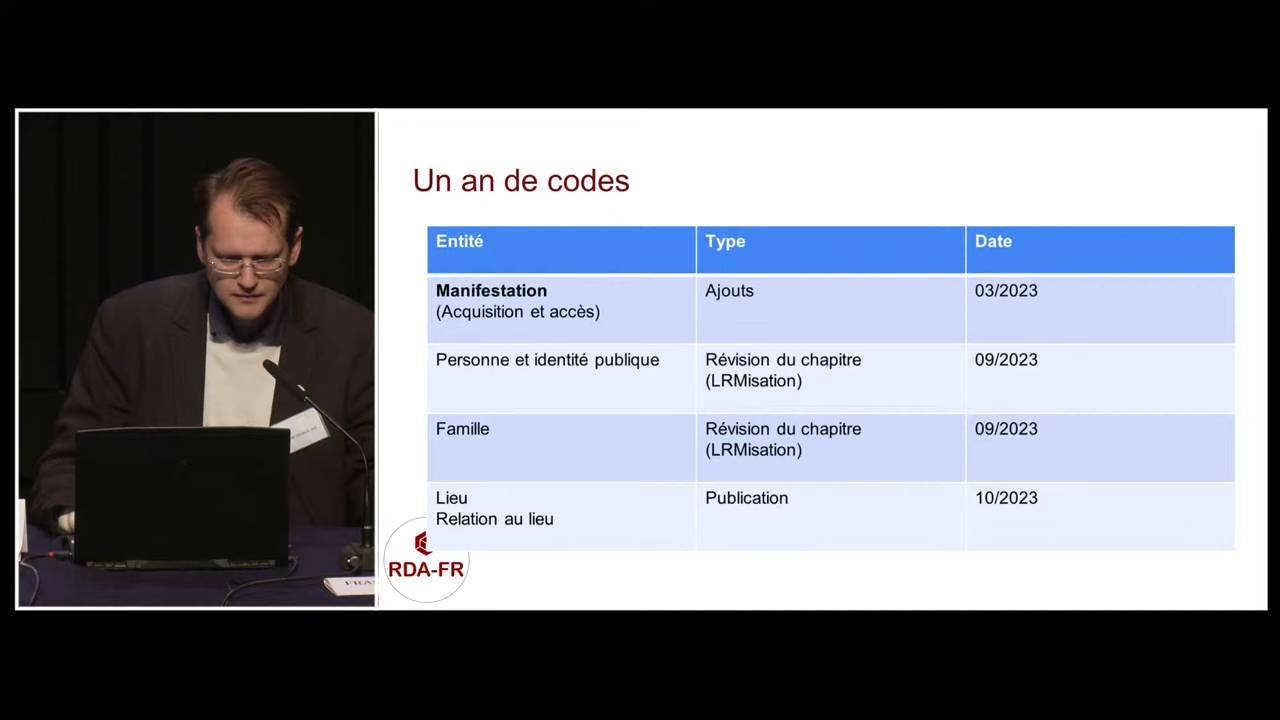 Un an de codes
Entité Type Date
Manifestation Ajouts 03/2023
(Acquisition et accès)
Personne et identité publique Révision du chapitre 09/2023
(LRMisation)
Famille Révision du chapitre 09/2023
(LRMisation)
Lieu Publication 10/2023
Relation au lieu
RDA-FR
FRA